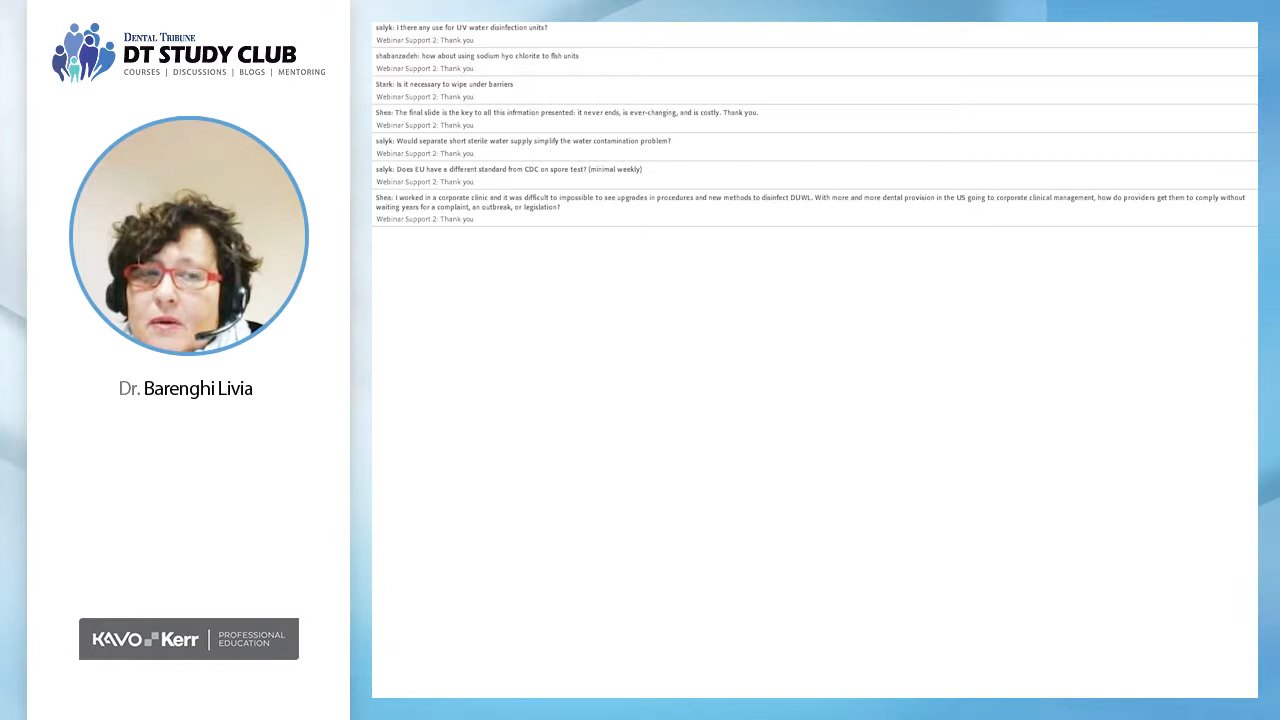 DENTAL TRIBUNE
DT STUDY CLUB
COURSES | DISCUSSIONS | BLOGS | MENTORING
Dr. Barenghi Livia
KAVO Kerr | PROFESSIONAL EDUCATION
salyk: I there any use for UV water disinfection units?
Webinar Support 2: Thank you
shabanzadeh: how about using sodium hyo chlorite to flsh units
Webinar Support 2: Thank you
Stark: Is it necessary to wipe under barriers
Webinar Support 2: Thank you
Shea: The final slide is the key to all this infrmation presented: it never ends, is ever-changing, and is costly. Thank you.
Webinar Support 2: Thank you
salyk: Would separate short sterile water supply simplify the water contamination problem?
Webinar Support 2: Thank you
salyk: Does EU have a different standard from CDC on spore test? (minimal weekly)
Webinar Support 2: Thank you
Shea: I worked in a corporate clinic and it was difficult to impossible to see upgrades in procedures and new methods to disinfect DUWL. With more and more dental provision in the US going to corporate clinical management, how do providers get them to comply without
waiting years for a complaint, an outbreak, or legislation?
Webinar Support 2: Thank you